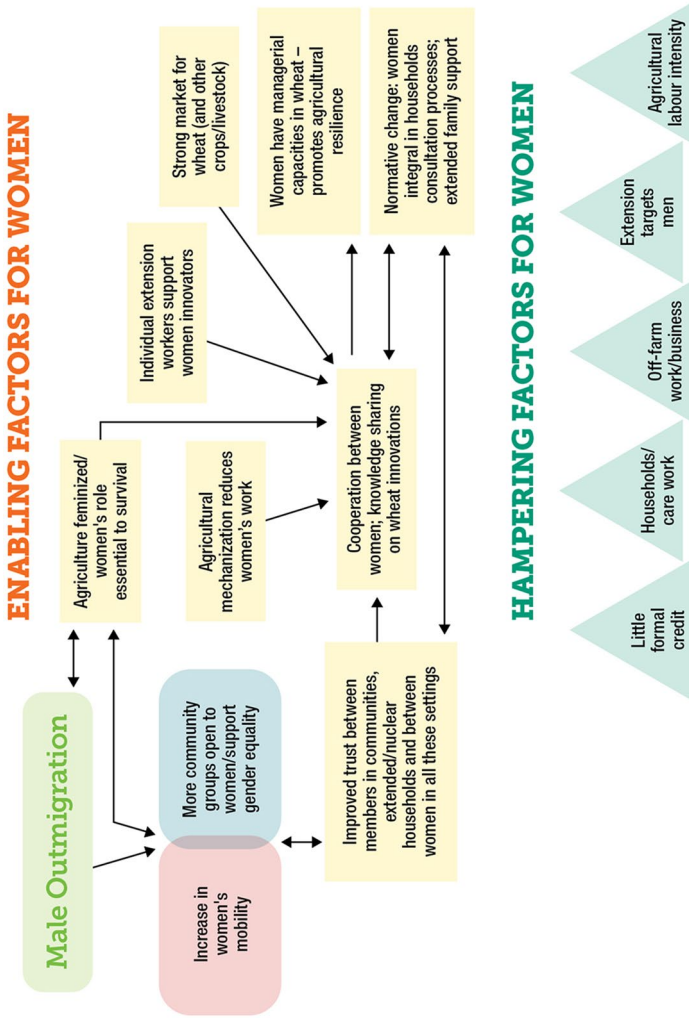 ENABLING FACTORS FOR WOMEN
Male Outmigration
Agriculture feminized/
women's role
essential to survival
Individual extension
workers support
women innovators
Strong market for
wheat (and other
crops/livestock)
Increase in
women's
mobility
More community
groups open to
women/support
gender equality
Agricultural
mechanization reduces
women's work
Women have managerial
capacities in wheat –
promotes agricultural
resilience
Improved trust between
members in communities,
extended/nuclear
households and between
women in all these settings
Cooperation between
women; knowledge sharing
on wheat innovations
Normative change: women
integral in households
consultation processes;
extended family support
HAMPERING FACTORS FOR WOMEN
Little
formal
credit
Households/
care work
Off-farm
work/business
Extension
targets
men
Agricultural
labour intensity